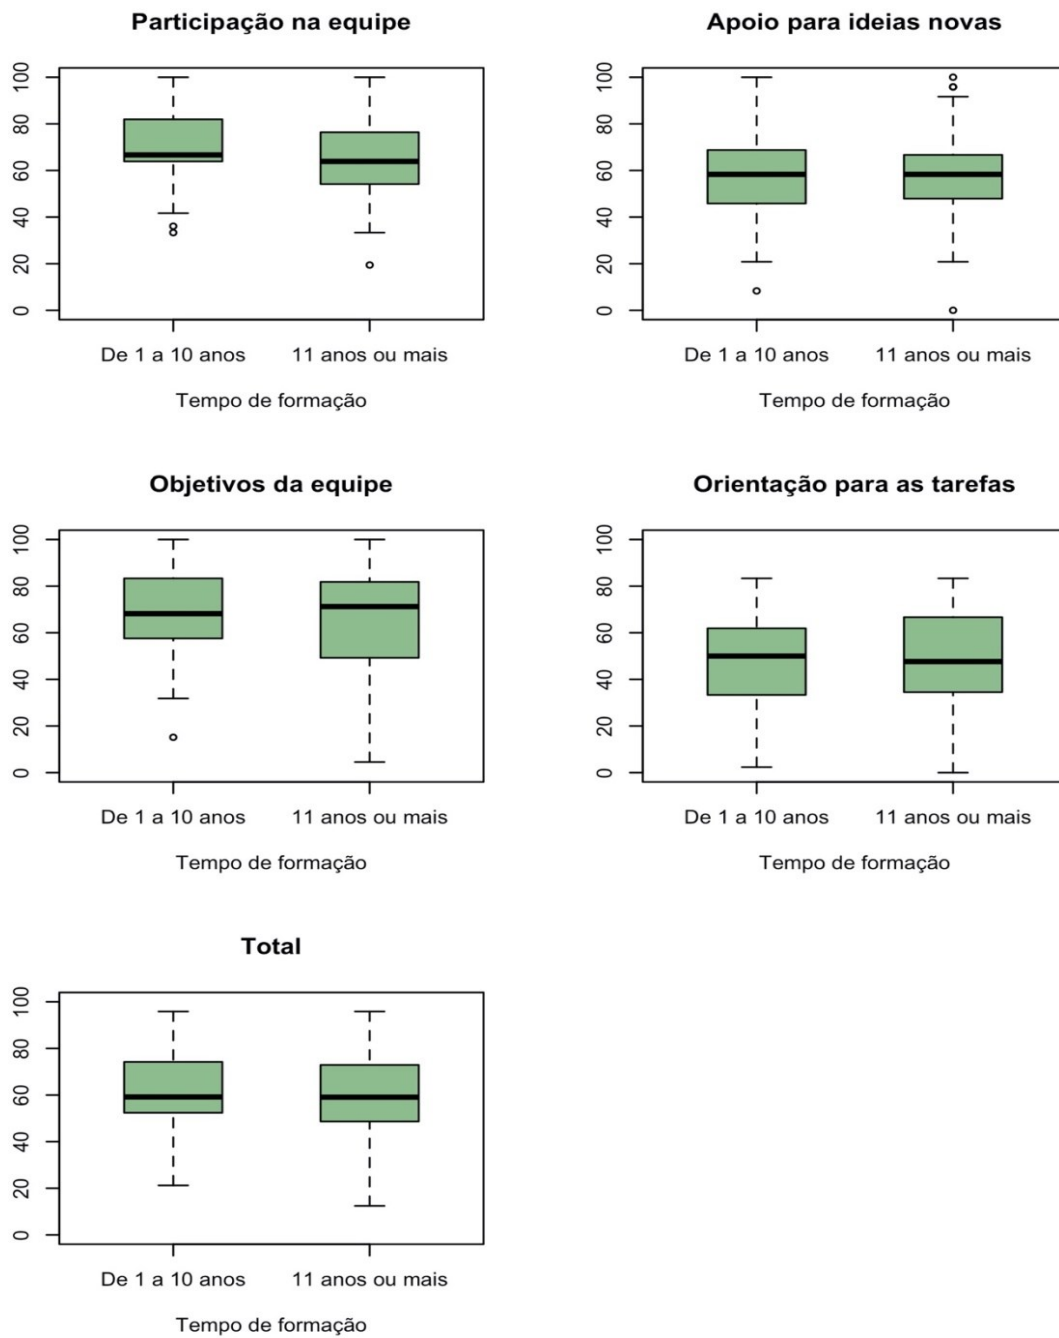 Participação na equipe
100
80
60
40
20
0
De 1 a 10 anos
11 anos ou mais
Tempo de formação
Apoio para ideias novas
100
80
60
40
20
0
De 1 a 10 anos
11 anos ou mais
Tempo de formação
Objetivos da equipe
100
80
60
40
20
0
De 1 a 10 anos
11 anos ou mais
Tempo de formação
Orientação para as tarefas
100
80
60
40
20
0
De 1 a 10 anos
11 anos ou mais
Tempo de formação
Total
100
80
60
40
20
0
De 1 a 10 anos
11 anos ou mais
Tempo de formação